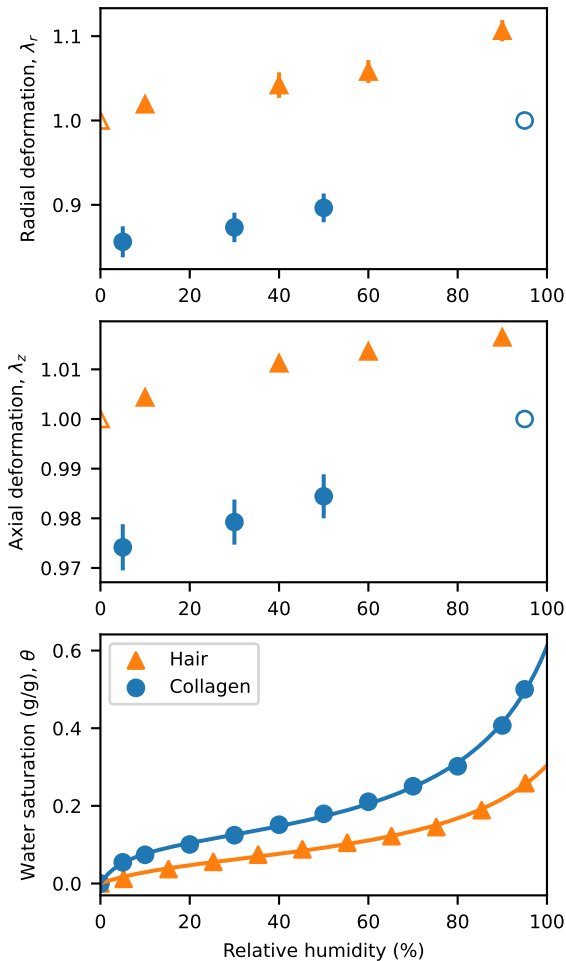 Radial deformation, λr
1.1
1.0
0.9
0 20 40 60 80 100
Axial deformation, λz
1.01
1.00
0.99
0.98
0.97
0 20 40 60 80 100
Water saturation (g/g), θ
0.6
0.4
0.2
0.0
Hair
Collagen
0 20 40 60 80 100
Relative humidity (%)